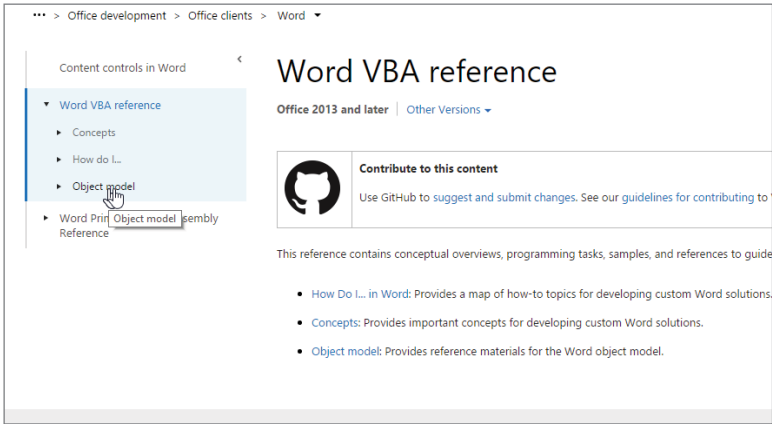 ••• > Office development > Office clients > Word
Content controls in Word
Word VBA reference
Concepts
How do I...
Object model
Word Prin
Object model
sembly
Reference
Word VBA reference
Office 2013 and later | Other Versions
Contribute to this content
Use GitHub to suggest and submit changes. See our guidelines for contributing to
This reference contains conceptual overviews, programming tasks, samples, and references to guide
• How Do I... in Word: Provides a map of how-to topics for developing custom Word solutions.
• Concepts: Provides important concepts for developing custom Word solutions.
• Object model: Provides reference materials for the Word object model.